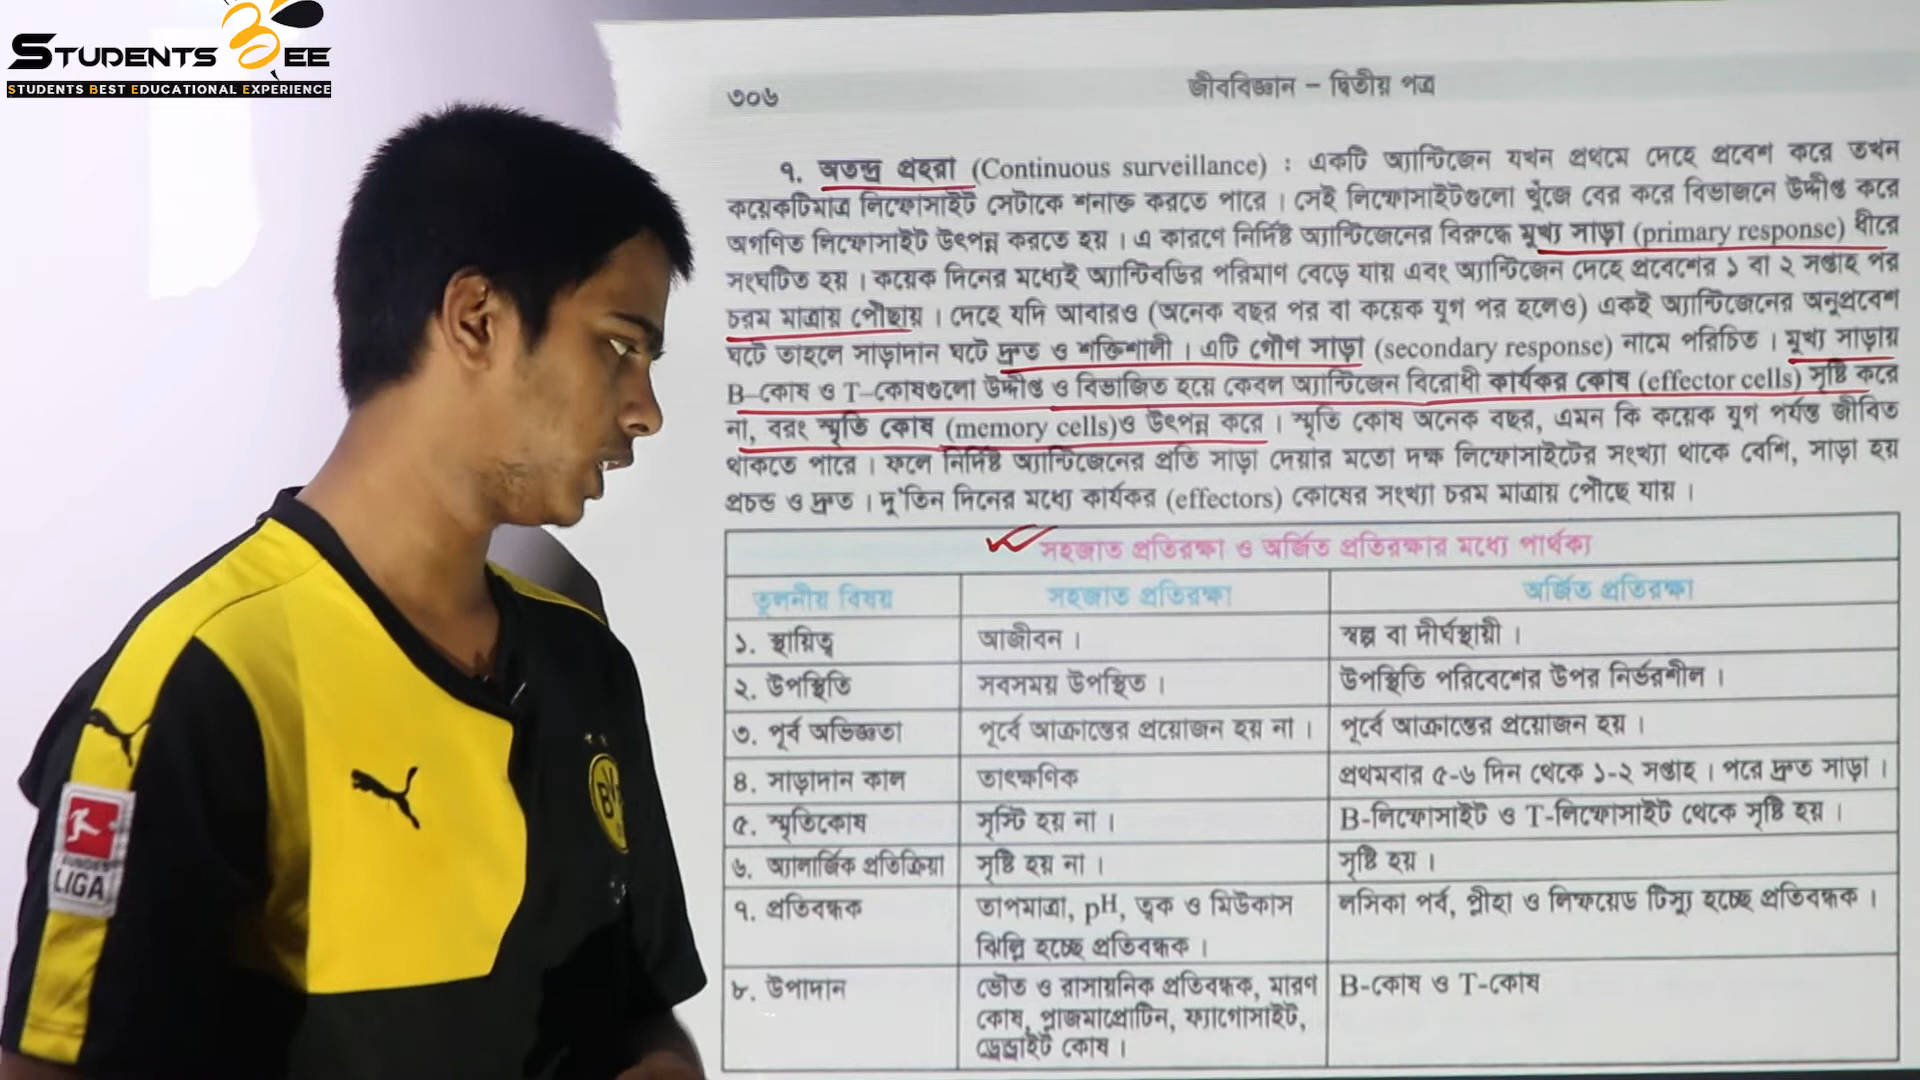 STUDENTS BEE
STUDENTS BEST EDUCATIONAL EXPERIENCE
৩০৬
জীববিজ্ঞান – দ্বিতীয় পত্র
৭. অতন্দ্র প্রহরা (Continuous surveillance) : একটি অ্যান্টিজেন যখন প্রথমে দেহে প্রবেশ করে তখন
কয়েকটিমাত্র লিম্ফোসাইট সেটাকে শনাক্ত করতে পারে । সেই লিম্ফোসাইটগুলো খুঁজে বের করে বিভাজনে উদ্দীপ্ত করে
অগণিত লিম্ফোসাইট উৎপন্ন করতে হয় । এ কারণে নির্দিষ্ট অ্যান্টিজেনের বিরুদ্ধে মুখ্য সাড়া (primary response) ধীরে
সংঘটিত হয় । কয়েক দিনের মধ্যেই অ্যান্টিবডির পরিমাণ বেড়ে যায় এবং অ্যান্টিজেন দেহে প্রবেশের ১ বা ২ সপ্তাহ পর
চরম মাত্রায় পৌঁছায় । দেহে যদি আবারও (অনেক বছর পর বা কয়েক যুগ পর হলেও) একই অ্যান্টিজেনের অনুপ্রবেশ
ঘটে তাহলে সাড়াদান ঘটে দ্রুত ও শক্তিশালী । এটি গৌণ সাড়া (secondary response) নামে পরিচিত । মুখ্য সাড়ায়
B–কোষ ও T–কোষগুলো উদ্দীপ্ত ও বিভাজিত হয়ে কেবল অ্যান্টিজেন বিরোধী কার্যকর কোষ (effector cells) সৃষ্টি করে
না, বরং স্মৃতি কোষ (memory cells)ও উৎপন্ন করে । স্মৃতি কোষ অনেক বছর, এমন কি কয়েক যুগ পর্যন্ত জীবিত
থাকতে পারে । ফলে নির্দিষ্ট অ্যান্টিজেনের প্রতি সাড়া দেয়ার মতো দক্ষ লিম্ফোসাইটের সংখ্যা থাকে বেশি, সাড়া হয়
প্রচন্ড ও দ্রুত । দু'তিন দিনের মধ্যে কার্যকর (effectors) কোষের সংখ্যা চরম মাত্রায় পৌঁছে যায় ।
সহজাত প্রতিরক্ষা ও অর্জিত প্রতিরক্ষার মধ্যে পার্থক্য
তুলনীয় বিষয় সহজাত প্রতিরক্ষা অর্জিত প্রতিরক্ষা
১. স্থায়িত্ব আজীবন । স্বল্প বা দীর্ঘস্থায়ী ।
২. উপস্থিতি সবসময় উপস্থিত । উপস্থিতি পরিবেশের উপর নির্ভরশীল ।
৩. পূর্ব অভিজ্ঞতা পূর্বে আক্রান্তের প্রয়োজন হয় না । পূর্বে আক্রান্তের প্রয়োজন হয় ।
৪. সাড়াদান কাল তাৎক্ষণিক প্রথমবার ৫-৬ দিন থেকে ১-২ সপ্তাহ । পরে দ্রুত সাড়া ।
৫. স্মৃতিকোষ সৃস্টি হয় না । B-লিম্ফোসাইট ও T-লিম্ফোসাইট থেকে সৃষ্টি হয় ।
৬. অ্যালার্জিক প্রতিক্রিয়া সৃষ্টি হয় না । সৃষ্টি হয় ।
৭. প্রতিবন্ধক তাপমাত্রা, pH, ত্বক ও মিউকাস লসিকা পর্ব, প্লীহা ও লিম্ফয়েড টিস্যু হচ্ছে প্রতিবন্ধক ।
ঝিল্লি হচ্ছে প্রতিবন্ধক ।
৮. উপাদান ভৌত ও রাসায়নিক প্রতিবন্ধক, মারণ B-কোষ ও T-কোষ
কোষ, প্লাজমাপ্রোটিন, ফ্যাগোসাইট,
ড্রেন্ড্রাইট কোষ ।
LIGA